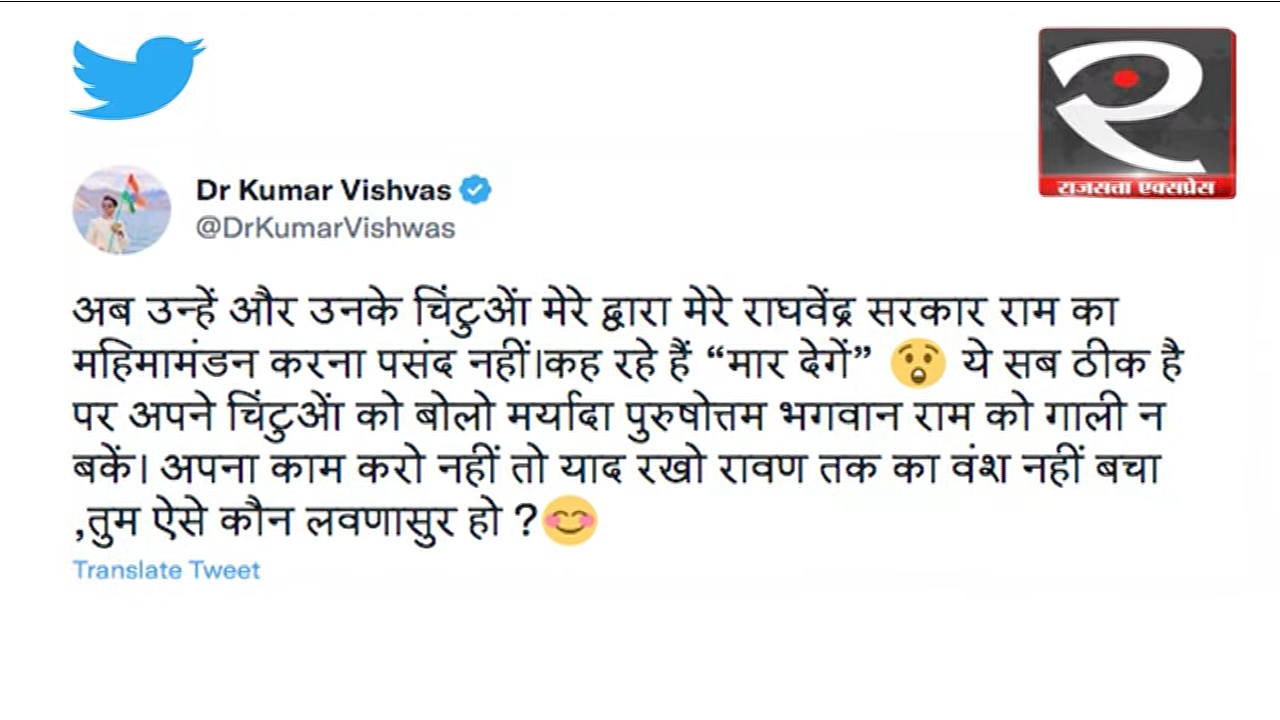 राजसत्ता एक्सप्रेस
Dr Kumar Vishvas
@DrKumarVishwas
अब उन्हें और उनके चिंटुओं मेरे द्वारा मेरे राघवेंद्र सरकार राम का
महिमामंडन करना पसंद नहीं।कह रहे हैं “मार देगें” 😲 ये सब ठीक है
पर अपने चिंटुओं को बोलो मर्यादा पुरुषोत्तम भगवान राम को गाली न
बकें। अपना काम करो नहीं तो याद रखो रावण तक का वंश नहीं बचा
,तुम ऐसे कौन लवणासुर हो ?😊
Translate Tweet